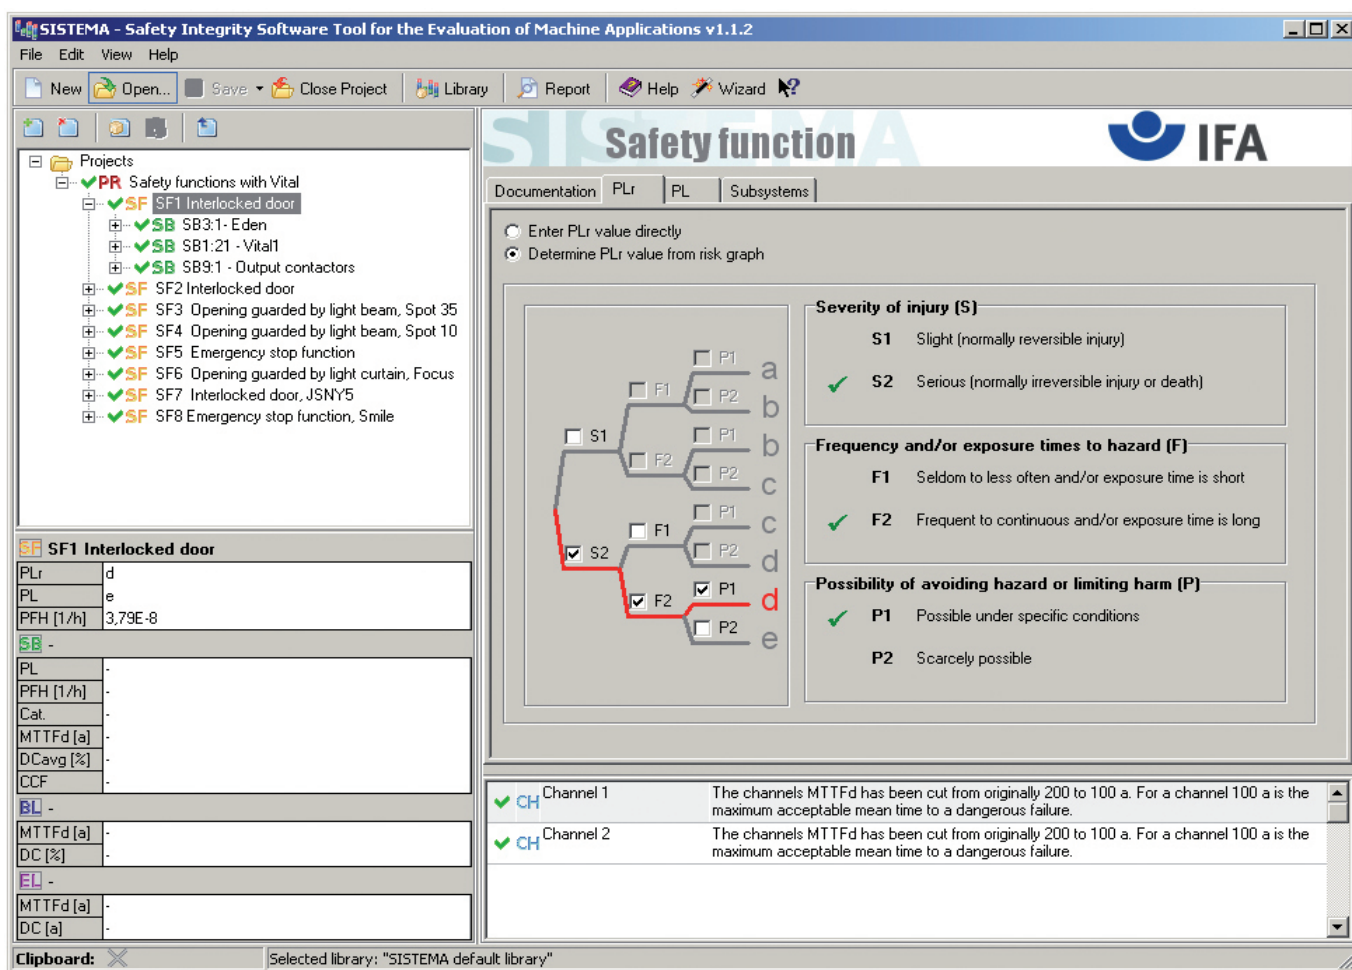 SISTEMA - Safety Integrity Software Tool for the Evaluation of Machine Applications v1.1.2
File Edit View Help
New Open... Save Close Project Library Report Help Wizard
Projects
PR Safety functions with Vital
SF SF1 Interlocked door
SB SB3:1- Eden
SB SB1:21 - Vital1
SB SB9:1 - Output contactors
SF SF2 Interlocked door
SF SF3 Opening guarded by light beam, Spot 35
SF SF4 Opening guarded by light beam, Spot 10
SF SF5 Emergency stop function
SF SF6 Opening guarded by light curtain, Focus
SF SF7 Interlocked door, JSNY5
SF SF8 Emergency stop function, Smile
SF SF1 Interlocked door
PLr d
PL e
PFH [1/h] 3,79E-8
SB -
PL -
PFH [1/h] -
Cat. -
MTTFd [a] -
DCavg [%] -
CCF -
BL -
MTTFd [a] -
DC [%] -
EL -
MTTFd [a] -
DC [a] -
SISTEMA
Safety function
IFA
Documentation PLr PL Subsystems
Enter PLr value directly
Determine PLr value from risk graph
P1 a
F1 P2 b
S1 P1 b
F2 P2 c
P1 c
F1 P2 d
S2
F2 P1 d
P2 e
Severity of injury (S)
S1 Slight (normally reversible injury)
S2 Serious (normally irreversible injury or death)
Frequency and/or exposure times to hazard (F)
F1 Seldom to less often and/or exposure time is short
F2 Frequent to continuous and/or exposure time is long
Possibility of avoiding hazard or limiting harm (P)
P1 Possible under specific conditions
P2 Scarcely possible
CH Channel 1 The channels MTTFd has been cut from originally 200 to 100 a. For a channel 100 a is the
maximum acceptable mean time to a dangerous failure.
CH Channel 2 The channels MTTFd has been cut from originally 200 to 100 a. For a channel 100 a is the
maximum acceptable mean time to a dangerous failure.
Clipboard: Selected library: "SISTEMA default library"